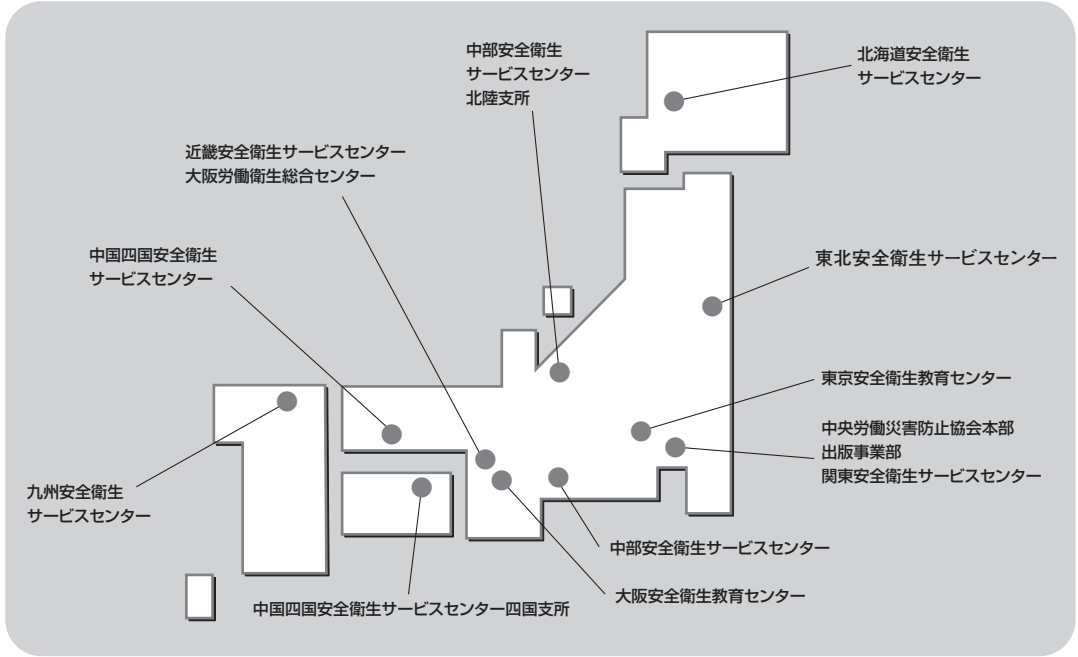 中部安全衛生
サービスセンター
北陸支所
北海道安全衛生
サービスセンター
近畿安全衛生サービスセンター
大阪労働衛生総合センター
中国四国安全衛生
サービスセンター
東北安全衛生サービスセンター
東京安全衛生教育センター
中央労働災害防止協会本部
出版事業部
関東安全衛生サービスセンター
九州安全衛生
サービスセンター
中部安全衛生サービスセンター
大阪安全衛生教育センター
中国四国安全衛生サービスセンター四国支所